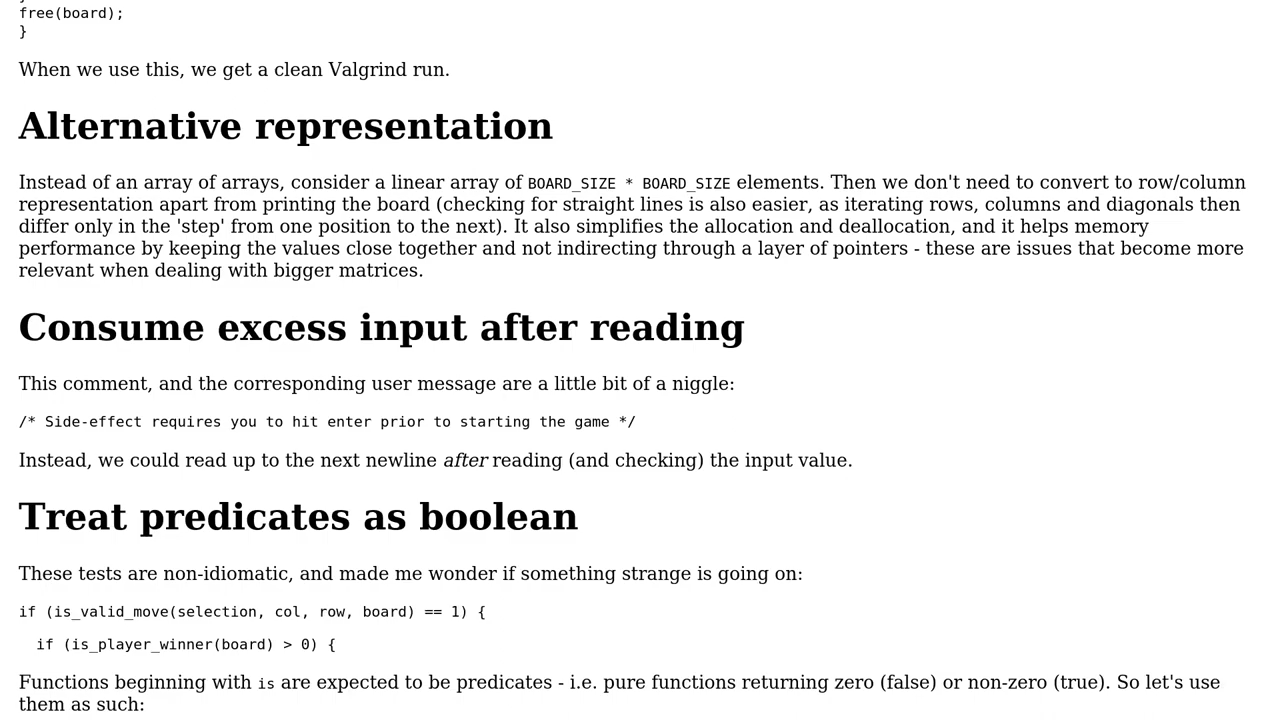 free(board);
}
When we use this, we get a clean Valgrind run.
Alternative representation
Instead of an array of arrays, consider a linear array of BOARD_SIZE * BOARD_SIZE elements. Then we don't need to convert to row/column
representation apart from printing the board (checking for straight lines is also easier, as iterating rows, columns and diagonals then
differ only in the 'step' from one position to the next). It also simplifies the allocation and deallocation, and it helps memory
performance by keeping the values close together and not indirecting through a layer of pointers - these are issues that become more
relevant when dealing with bigger matrices.
Consume excess input after reading
This comment, and the corresponding user message are a little bit of a niggle:
/* Side-effect requires you to hit enter prior to starting the game */
Instead, we could read up to the next newline after reading (and checking) the input value.
Treat predicates as boolean
These tests are non-idiomatic, and made me wonder if something strange is going on:
if (is_valid_move(selection, col, row, board) == 1) {
  if (is_player_winner(board) > 0) {
Functions beginning with is are expected to be predicates - i.e. pure functions returning zero (false) or non-zero (true). So let's use
them as such: